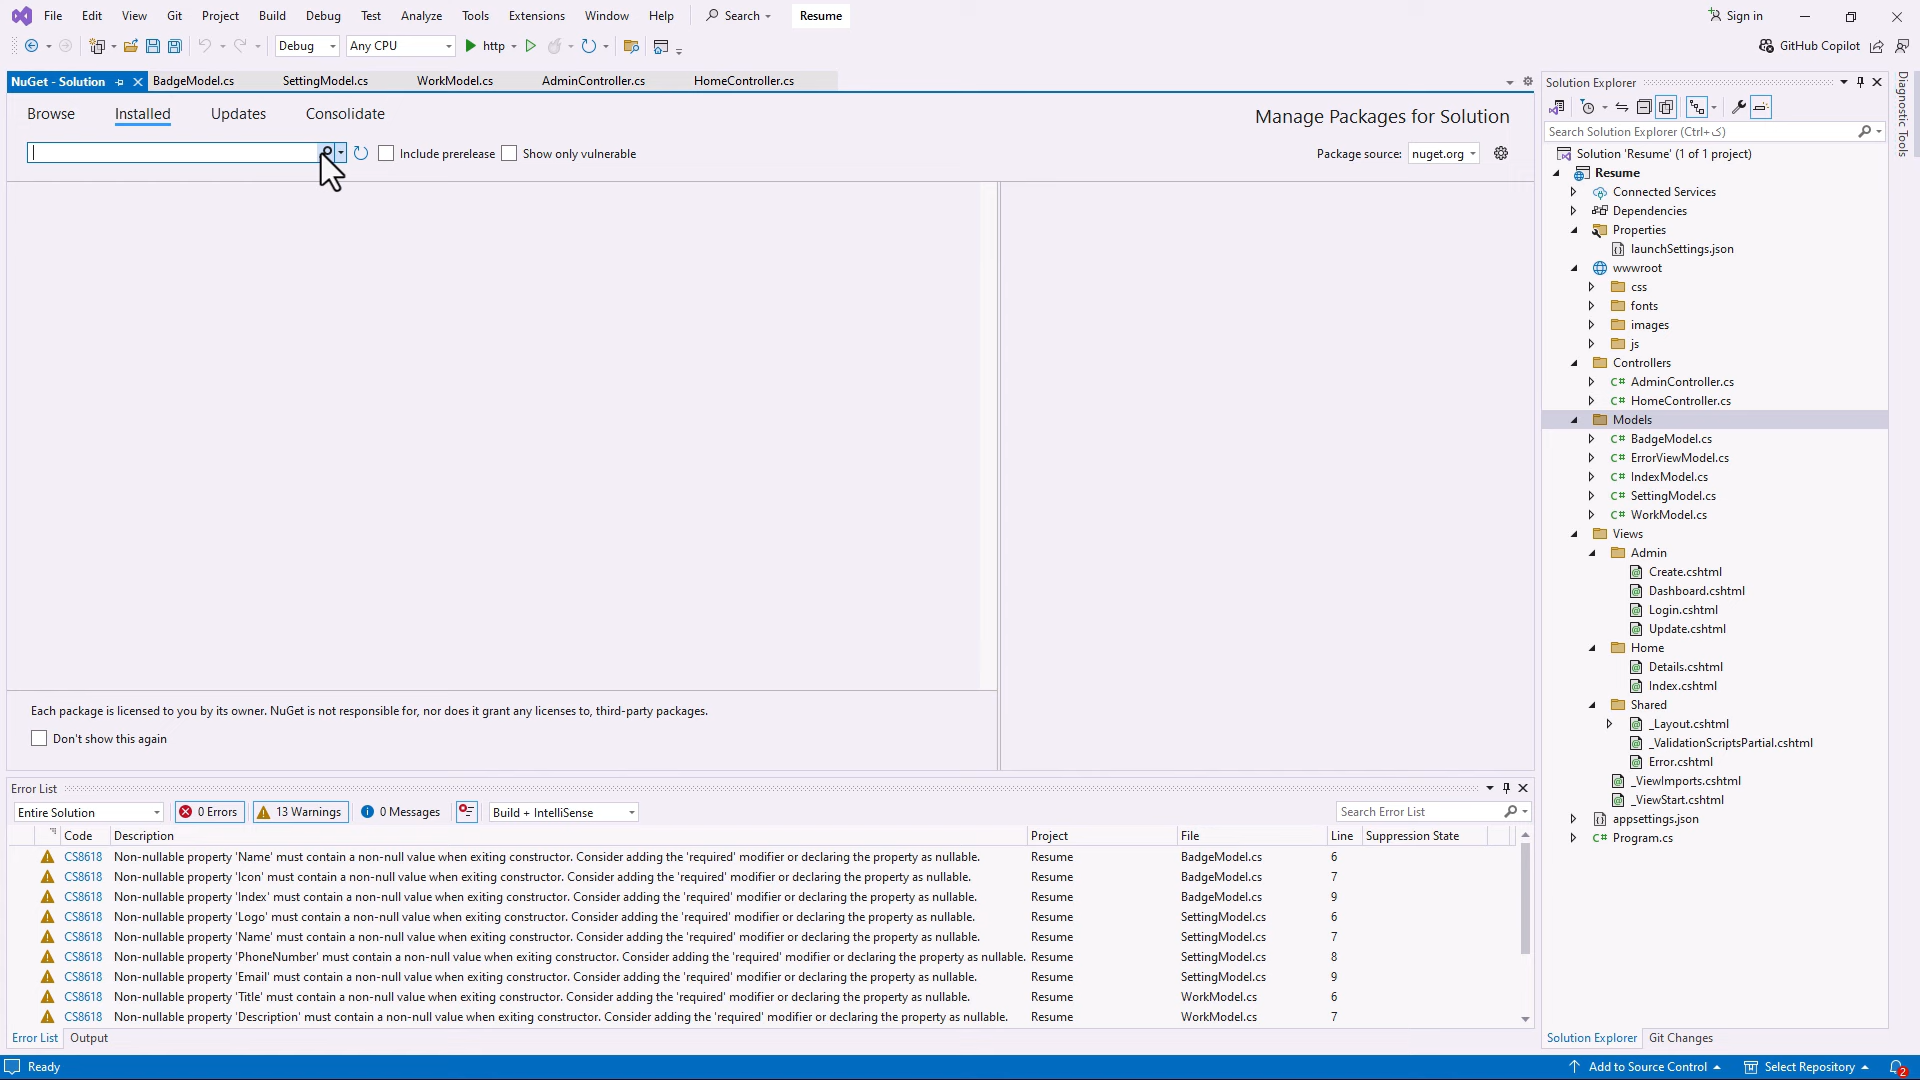 File Edit View Git Project Build Debug Test Analyze Tools Extensions Window Help Search Resume Sign in
Debug Any CPU http GitHub Copilot
NuGet - Solution BadgeModel.cs SettingModel.cs WorkModel.cs AdminController.cs HomeController.cs
Browse Installed Updates Consolidate Manage Packages for Solution
Include prerelease Show only vulnerable Package source: nuget.org
Each package is licensed to you by its owner. NuGet is not responsible for, nor does it grant any licenses to, third-party packages.
Don't show this again
Solution Explorer
Search Solution Explorer (Ctrl+ک)
Solution 'Resume' (1 of 1 project)
Resume
Connected Services
Dependencies
Properties
launchSettings.json
wwwroot
css
fonts
images
js
Controllers
AdminController.cs
HomeController.cs
Models
BadgeModel.cs
ErrorViewModel.cs
IndexModel.cs
SettingModel.cs
WorkModel.cs
Views
Admin
Create.cshtml
Dashboard.cshtml
Login.cshtml
Update.cshtml
Home
Details.cshtml
Index.cshtml
Shared
_Layout.cshtml
_ValidationScriptsPartial.cshtml
Error.cshtml
_ViewImports.cshtml
_ViewStart.cshtml
appsettings.json
Program.cs
Diagnostic Tools
Error List
Entire Solution 0 Errors 13 Warnings 0 Messages Build + IntelliSense Search Error List
Code Description Project File Line Suppression State
CS8618 Non-nullable property 'Name' must contain a non-null value when exiting constructor. Consider adding the 'required' modifier or declaring the property as nullable. Resume BadgeModel.cs 6
CS8618 Non-nullable property 'Icon' must contain a non-null value when exiting constructor. Consider adding the 'required' modifier or declaring the property as nullable. Resume BadgeModel.cs 7
CS8618 Non-nullable property 'Index' must contain a non-null value when exiting constructor. Consider adding the 'required' modifier or declaring the property as nullable. Resume BadgeModel.cs 9
CS8618 Non-nullable property 'Logo' must contain a non-null value when exiting constructor. Consider adding the 'required' modifier or declaring the property as nullable. Resume SettingModel.cs 6
CS8618 Non-nullable property 'Name' must contain a non-null value when exiting constructor. Consider adding the 'required' modifier or declaring the property as nullable. Resume SettingModel.cs 7
CS8618 Non-nullable property 'PhoneNumber' must contain a non-null value when exiting constructor. Consider adding the 'required' modifier or declaring the property as nullable. Resume SettingModel.cs 8
CS8618 Non-nullable property 'Email' must contain a non-null value when exiting constructor. Consider adding the 'required' modifier or declaring the property as nullable. Resume SettingModel.cs 9
CS8618 Non-nullable property 'Title' must contain a non-null value when exiting constructor. Consider adding the 'required' modifier or declaring the property as nullable. Resume WorkModel.cs 6
CS8618 Non-nullable property 'Description' must contain a non-null value when exiting constructor. Consider adding the 'required' modifier or declaring the property as nullable. Resume WorkModel.cs 7
Error List Output
Solution Explorer Git Changes
Ready Add to Source Control Select Repository 2